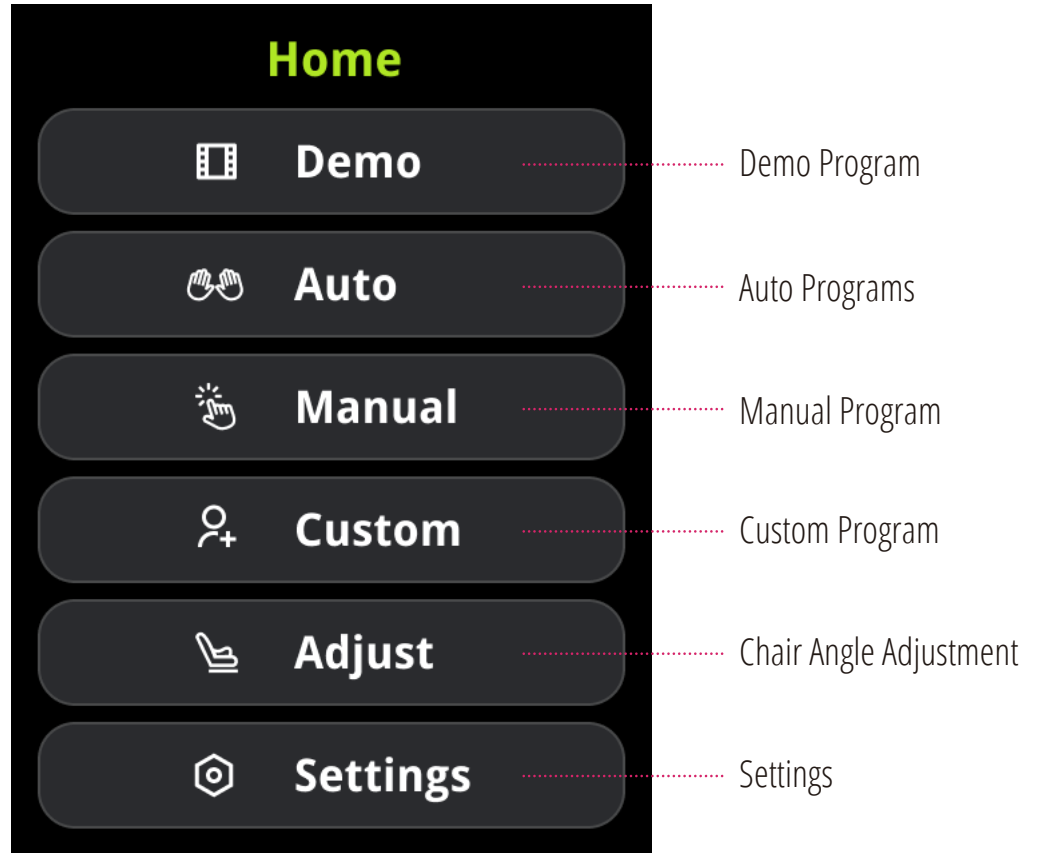 Home
Demo
Demo Program
Auto
Auto Programs
Manual
Manual Program
Custom
Custom Program
Adjust
Chair Angle Adjustment
Settings
Settings